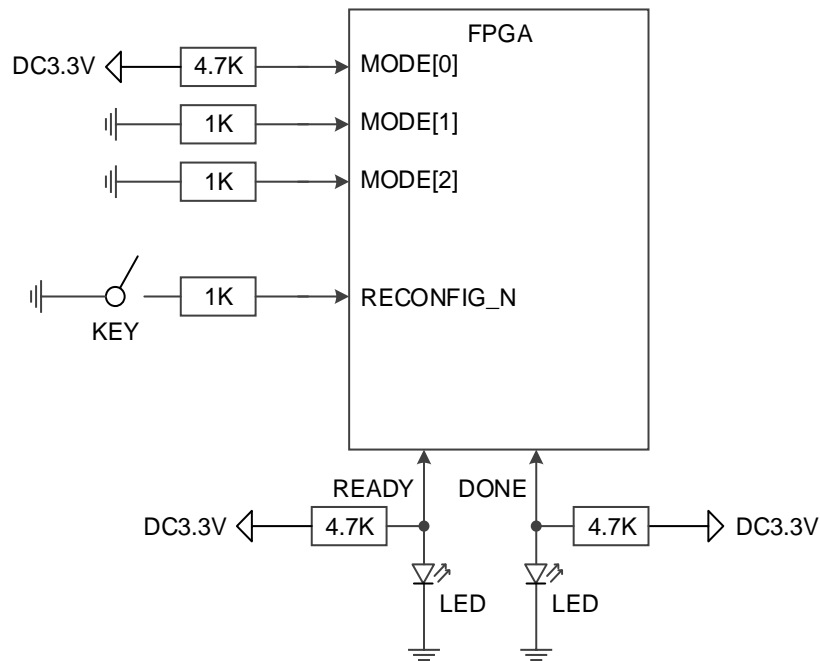 FPGA
DC3.3V
4.7K
MODE[0]
1K
MODE[1]
1K
MODE[2]
1K
RECONFIG_N
KEY
READY
DONE
DC3.3V
4.7K
4.7K
DC3.3V
LED
LED